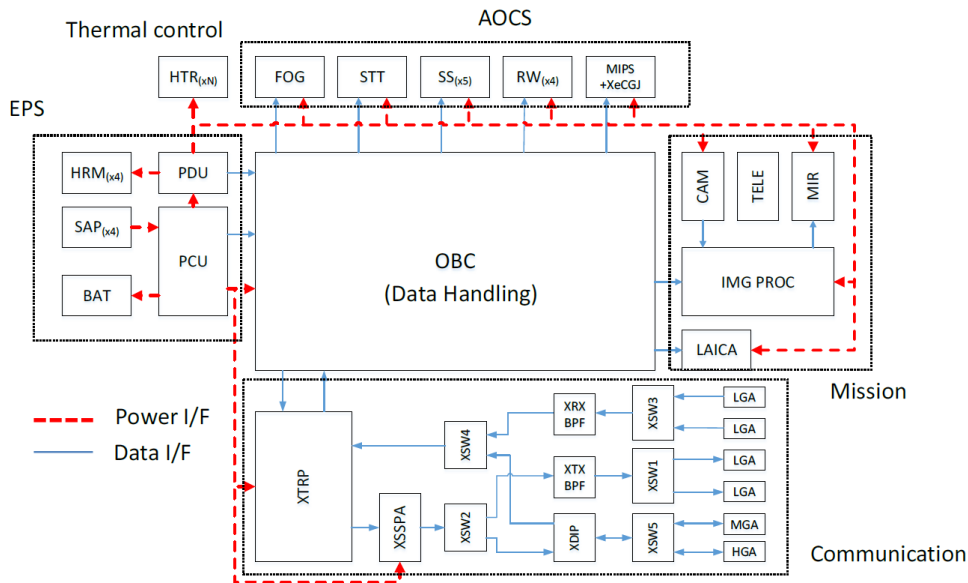 AOCS
Thermal control
HTR(xN)
FOG
STT
SS(x5)
RW(x4)
MIPS
+XeCGJ
EPS
HRM(x4)
PDU
SAP(x4)
PCU
BAT
OBC
(Data Handling)
CAM
TELE
MIR
IMG PROC
LAICA
Mission
Power I/F
Data I/F
XTRP
XSSPA
XSW4
XSW2
XRX
BPF
XTX
BPF
XDIP
XSW3
XSW1
XSW5
LGA
LGA
LGA
LGA
MGA
HGA
Communication